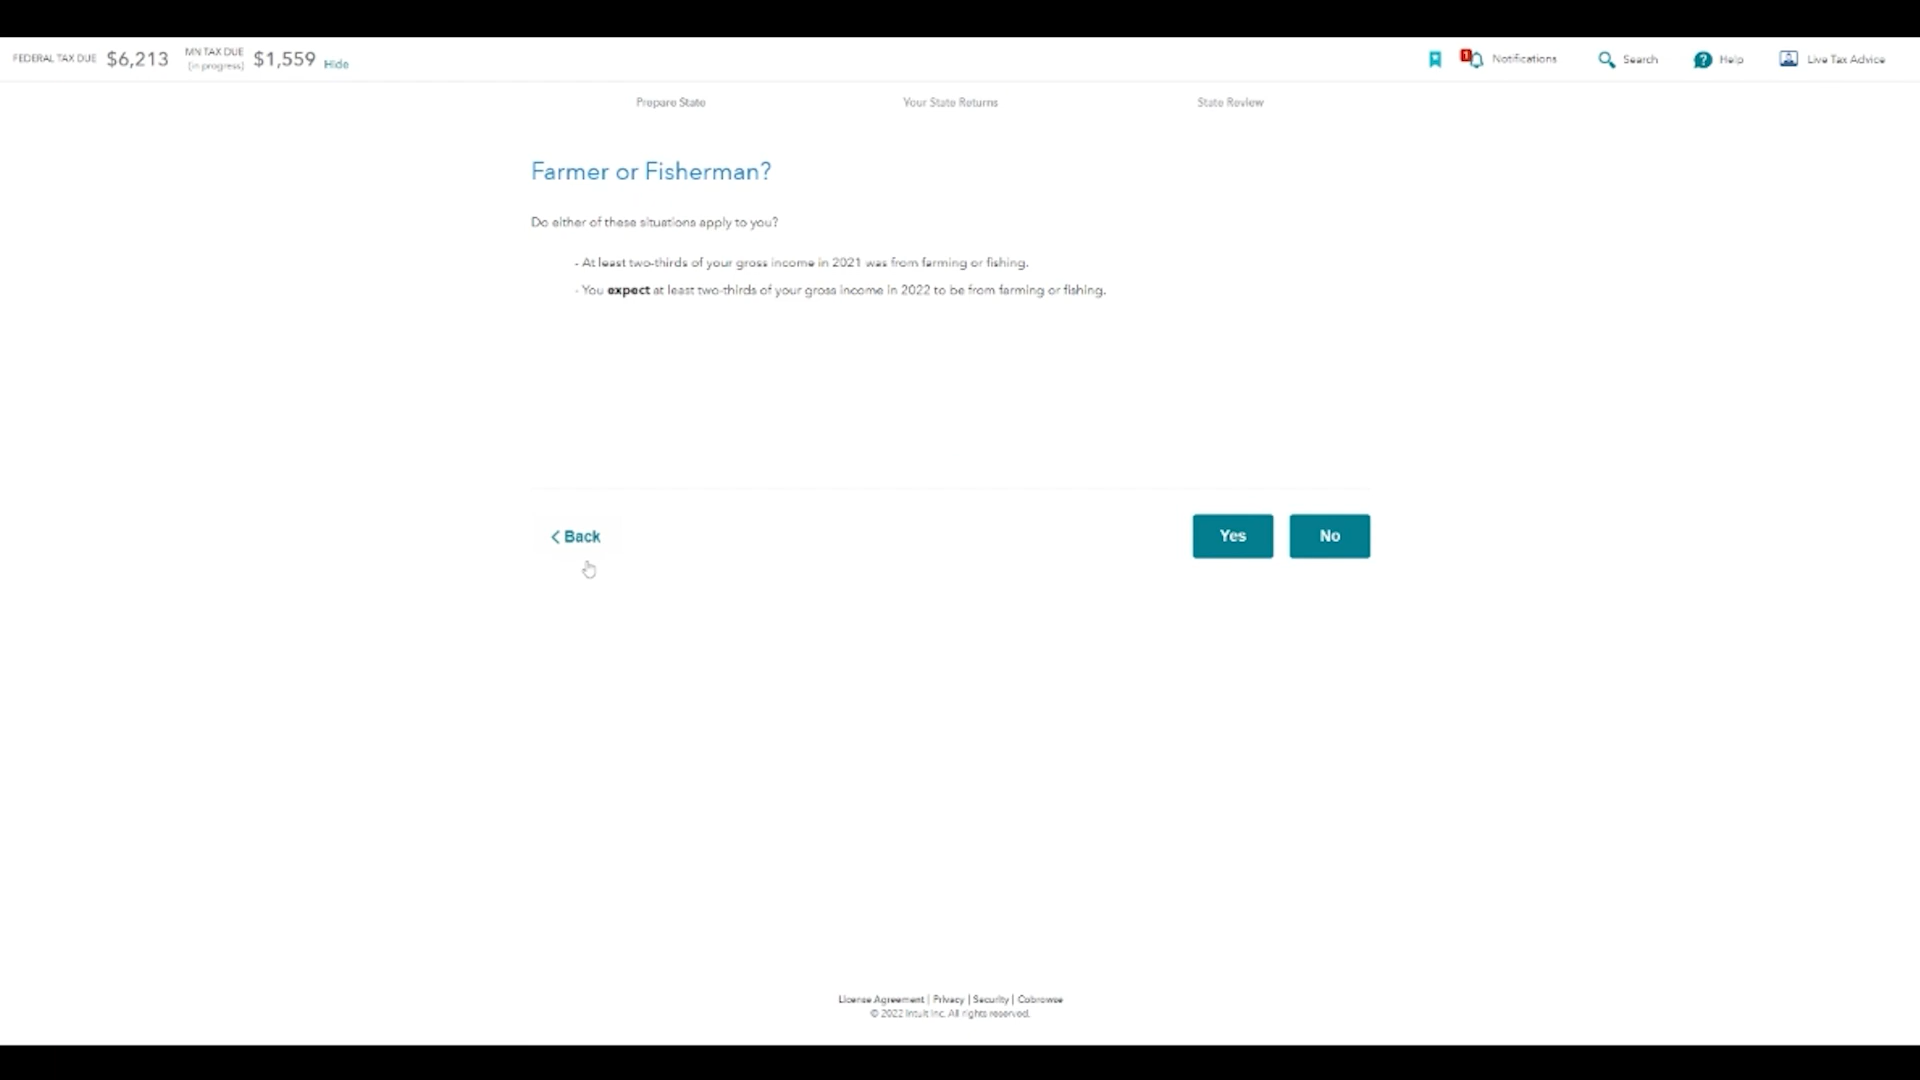 FEDERAL TAX DUE $6,213 MN TAX DUE (in progress) $1,559 Hide
1 Notifications Search ? Help Live Tax Advice
Prepare State Your State Returns State Review
Farmer or Fisherman?
Do either of these situations apply to you?
- At least two-thirds of your gross income in 2021 was from farming or fishing.
- You expect at least two-thirds of your gross income in 2022 to be from farming or fishing.
< Back Yes No
License Agreement | Privacy | Security | Cobrowse
© 2022 Intuit Inc. All rights reserved.